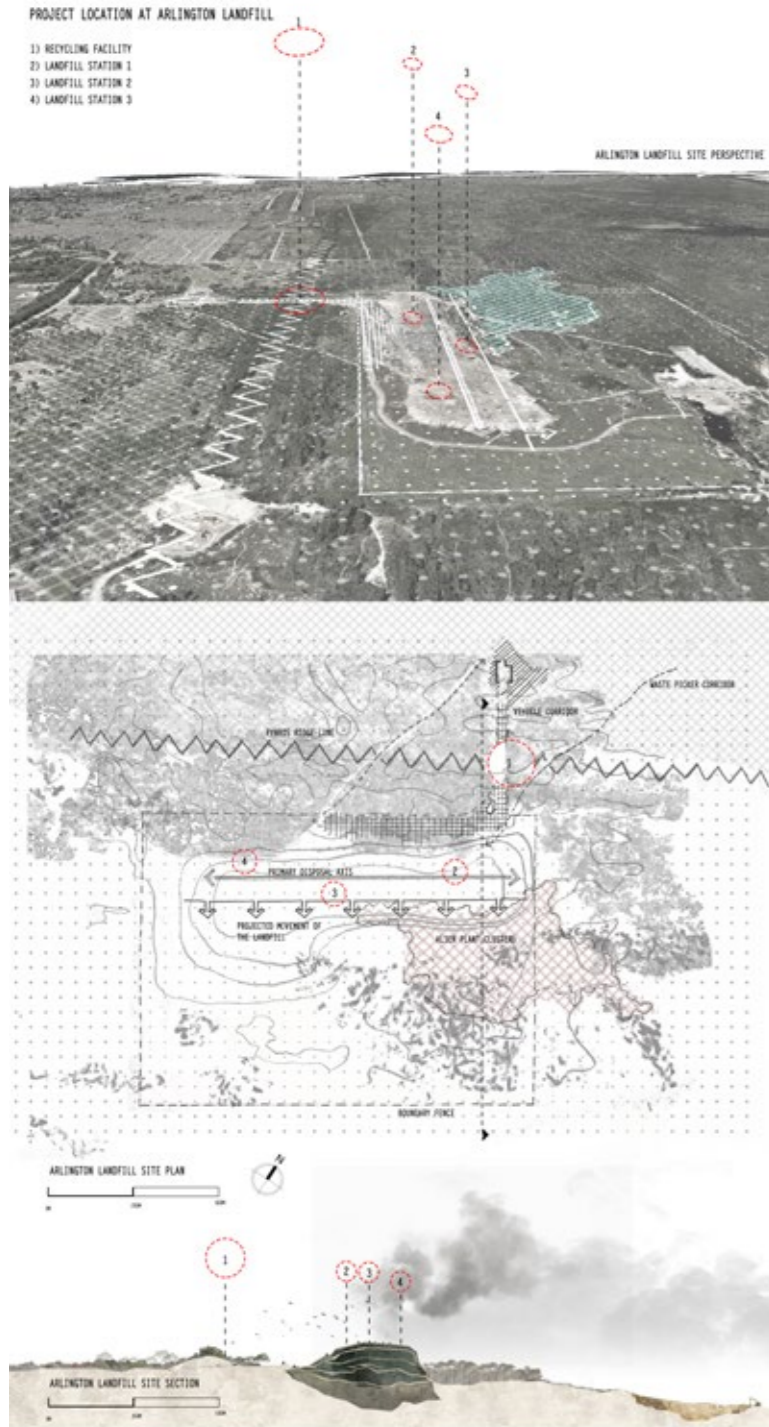 PROJECT LOCATION AT ARLINGTON LANDFILL
1) RECYCLING FACILITY
2) LANDFILL STATION 1
3) LANDFILL STATION 2
4) LANDFILL STATION 3
1
2
3
4
ARLINGTON LANDFILL SITE PERSPECTIVE
WASTE PICKER CORRIDOR
VEHICLE CORRIDOR
FYNBOS RIDGE-LINE
4
2
PRIMARY DISPOSAL AXIS
3
PROJECTED MOVEMENT OF
THE LANDFILL
ALIEN PLANT CLUSTER
BOUNDARY FENCE
ARLINGTON LANDFILL SITE PLAN
N
1
2
3
4
ARLINGTON LANDFILL SITE SECTION